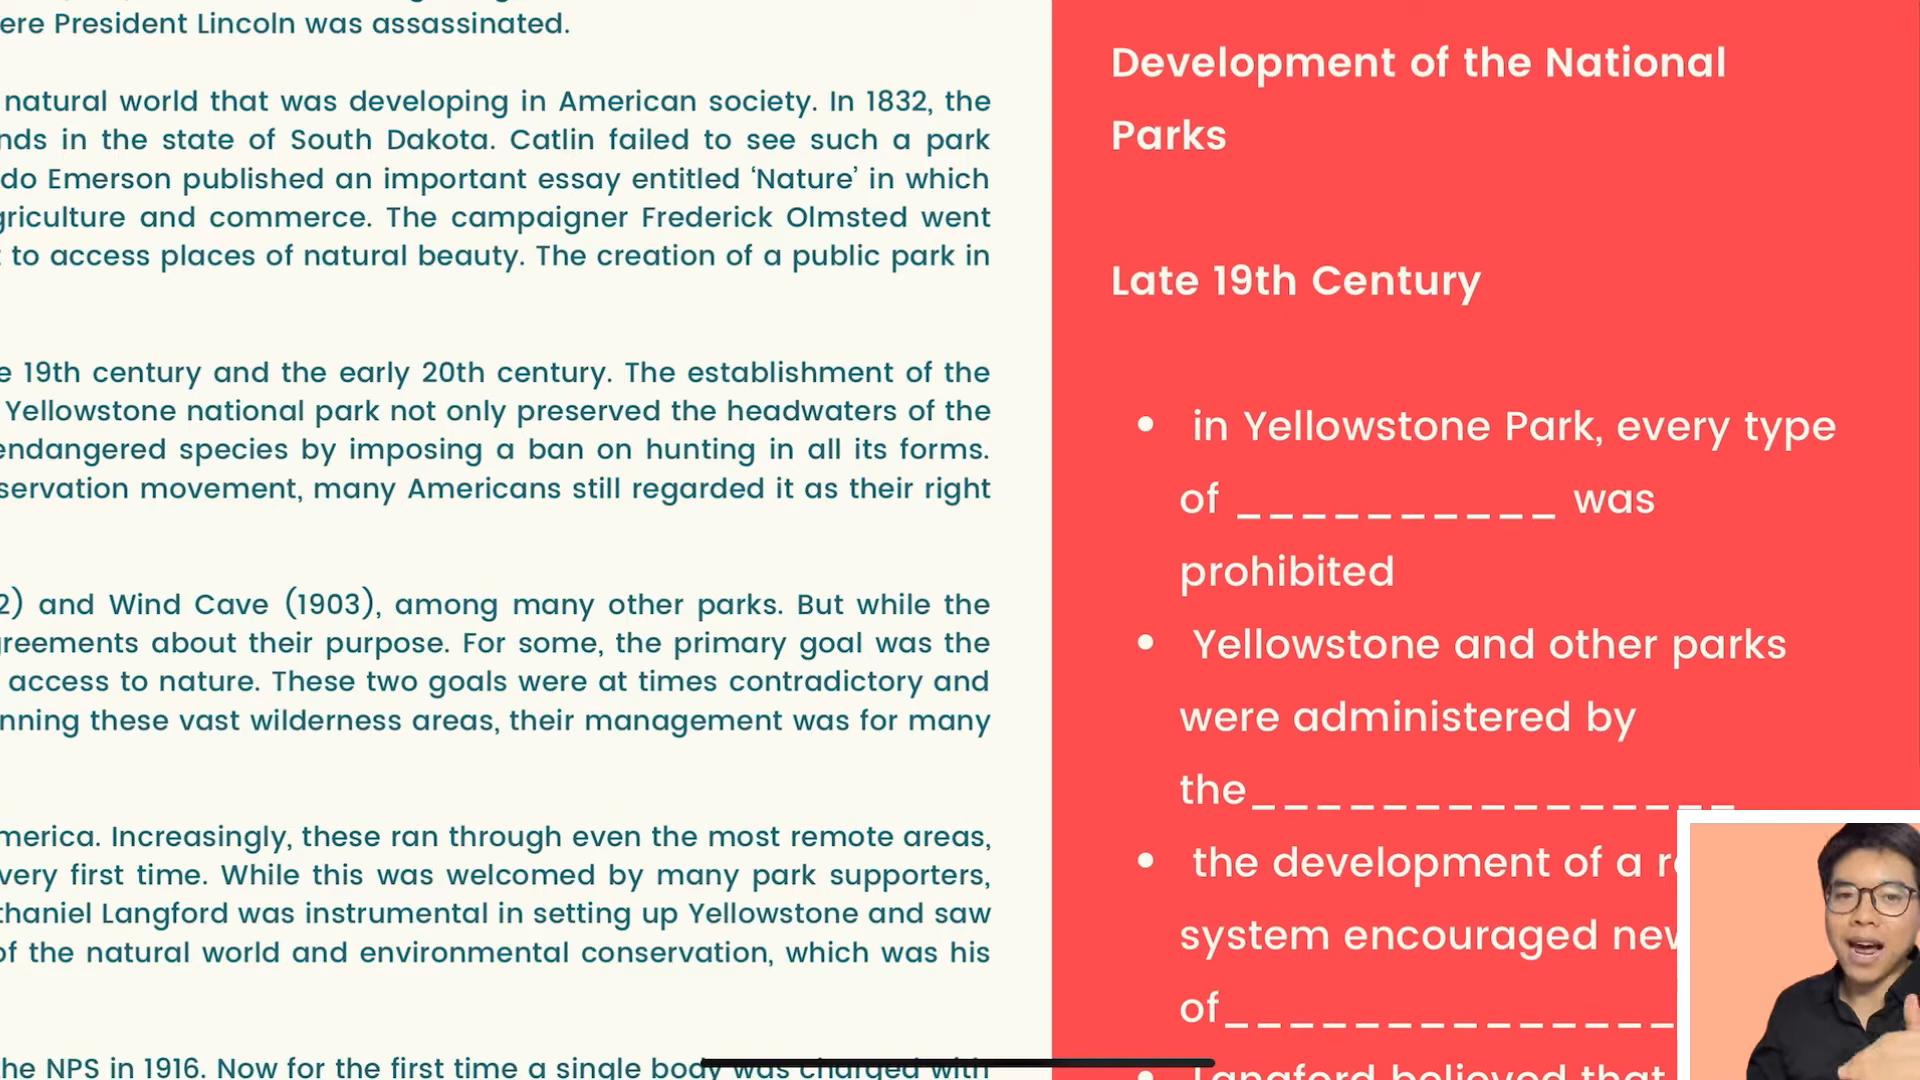 ere President Lincoln was assassinated.
natural world that was developing in American society. In 1832, the
nds in the state of South Dakota. Catlin failed to see such a park
do Emerson published an important essay entitled ‘Nature’ in which
griculture and commerce. The campaigner Frederick Olmsted went
to access places of natural beauty. The creation of a public park in
e 19th century and the early 20th century. The establishment of the
Yellowstone national park not only preserved the headwaters of the
endangered species by imposing a ban on hunting in all its forms.
servation movement, many Americans still regarded it as their right
2) and Wind Cave (1903), among many other parks. But while the
greements about their purpose. For some, the primary goal was the
access to nature. These two goals were at times contradictory and
nning these vast wilderness areas, their management was for many
merica. Increasingly, these ran through even the most remote areas,
very first time. While this was welcomed by many park supporters,
thaniel Langford was instrumental in setting up Yellowstone and saw
of the natural world and environmental conservation, which was his
the NPS in 1916. Now for the first time a single body was charged with
Development of the National
Parks
Late 19th Century
• in Yellowstone Park, every type
of __________ was
prohibited
• Yellowstone and other parks
were administered by
the_______________
• the development of a
system encouraged new
of______________
• Langford believed that